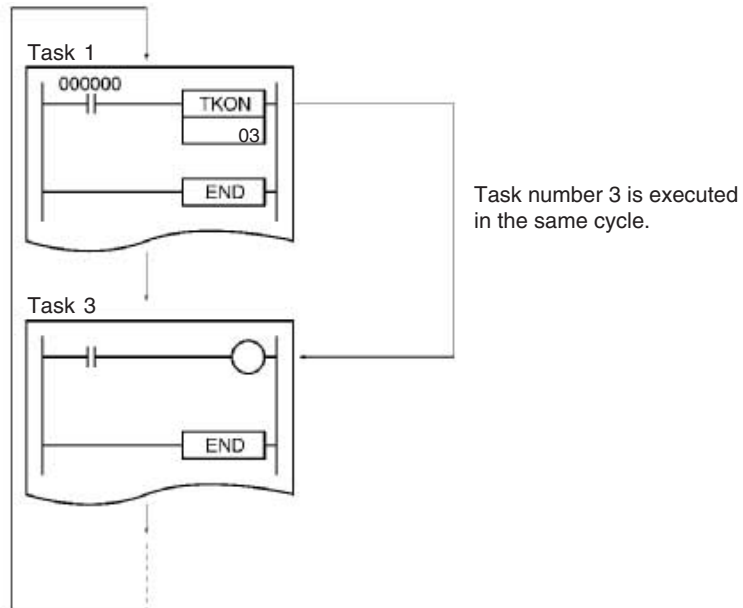 Task 1
000000
TKON
03
END
Task number 3 is executed
in the same cycle.
Task 3
END